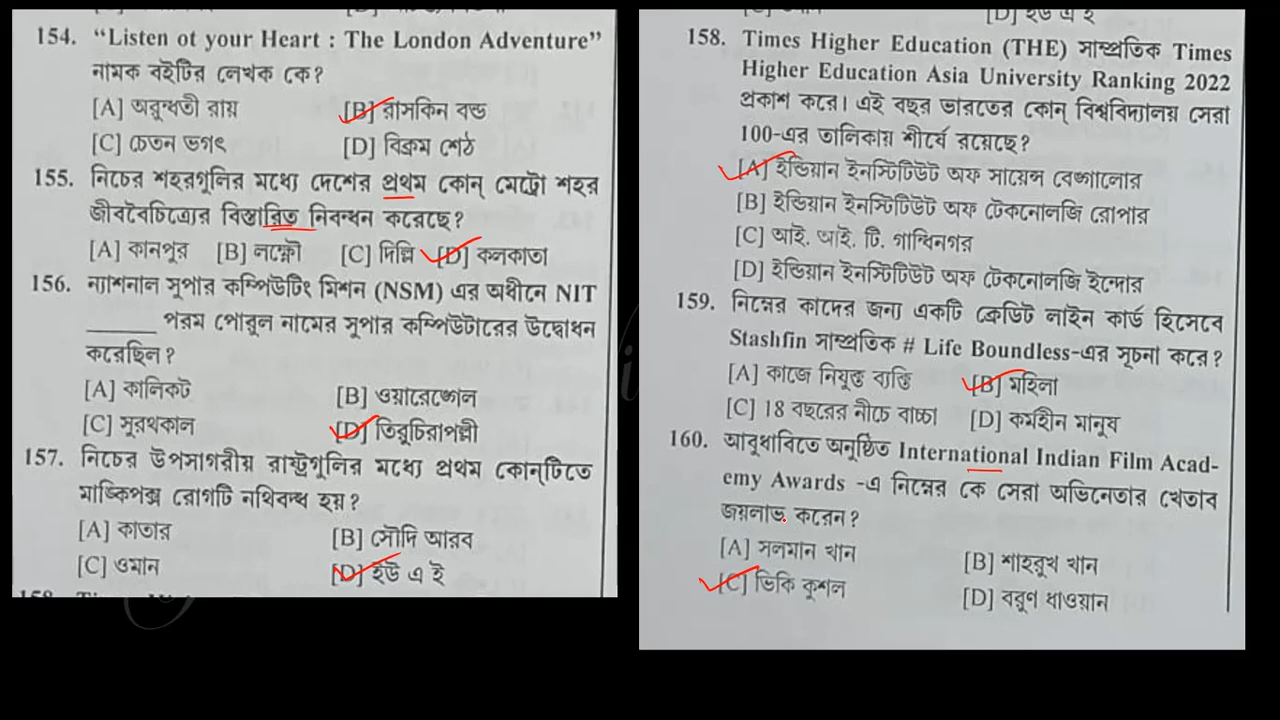 154. “Listen ot your Heart : The London Adventure”
নামক বইটির লেখক কে?
[A] অরুন্ধতী রায়
[B] রাসকিন বন্ড
[C] চেতন ভগৎ
[D] বিক্রম শেঠ
155. নিচের শহরগুলির মধ্যে দেশের প্রথম কোন্ মেট্রো শহর
জীববৈচিত্র্যের বিস্তারিত নিবন্ধন করেছে?
[A] কানপুর [B] লক্ষ্ণৌ [C] দিল্লি [D] কলকাতা
156. ন্যাশনাল সুপার কম্পিউটিং মিশন (NSM) এর অধীনে NIT
______ পরম পোরুল নামের সুপার কম্পিউটারের উদ্বোধন
করেছিল?
[A] কালিকট
[B] ওয়ারেঙ্গেল
[C] সুরথকাল
[D] তিরুচিরাপল্লী
157. নিচের উপসাগরীয় রাষ্ট্রগুলির মধ্যে প্রথম কোন্‌টিতে
মাঙ্কিপক্স রোগটি নথিবদ্ধ হয়?
[A] কাতার
[B] সৌদি আরব
[C] ওমান
[D] ইউ এ ই
[D] ইউ এ ই
158. Times Higher Education (THE) সাম্প্রতিক Times
Higher Education Asia University Ranking 2022
প্রকাশ করে। এই বছর ভারতের কোন্ বিশ্ববিদ্যালয় সেরা
100-এর তালিকায় শীর্ষে রয়েছে?
[A] ইন্ডিয়ান ইনস্টিটিউট অফ সায়েন্স বেঙ্গালোর
[B] ইন্ডিয়ান ইনস্টিটিউট অফ টেকনোলজি রোপার
[C] আই. আই. টি. গান্ধিনগর
[D] ইন্ডিয়ান ইনস্টিটিউট অফ টেকনোলজি ইন্দোর
159. নিম্নের কাদের জন্য একটি ক্রেডিট লাইন কার্ড হিসেবে
Stashfin সাম্প্রতিক # Life Boundless-এর সূচনা করে?
[A] কাজে নিযুক্ত ব্যক্তি
[B] মহিলা
[C] 18 বছরের নীচে বাচ্চা
[D] কর্মহীন মানুষ
160. আবুধাবিতে অনুষ্ঠিত International Indian Film Acad-
emy Awards -এ নিম্নের কে সেরা অভিনেতার খেতাব
জয়লাভ করেন?
[A] সলমান খান
[B] শাহরুখ খান
[C] ভিকি কুশল
[D] বরুণ ধাওয়ান